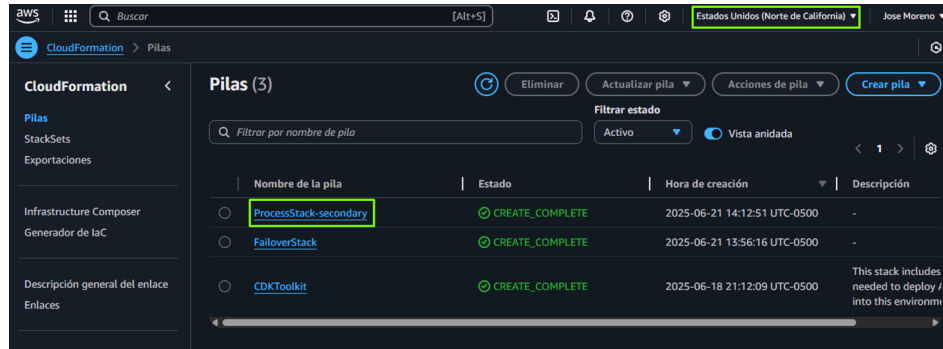 aws
Buscar
[Alt+S]
Estados Unidos (Norte de California) ▼
Jose Moreno
CloudFormation > Pilas
CloudFormation
Pilas
StackSets
Exportaciones
Infrastructure Composer
Generador de IaC
Descripción general del enlace
Enlaces
Pilas (3)
Eliminar
Actualizar pila ▼
Acciones de pila ▼
Crear pila ▼
Filtrar estado
Filtrar por nombre de pila
Activo ▼
Vista anidada
< 1 >
Nombre de la pila
Estado
Hora de creación ▼
Descripción
ProcessStack-secondary
CREATE_COMPLETE
2025-06-21 14:12:51 UTC-0500
-
FailoverStack
CREATE_COMPLETE
2025-06-21 13:56:16 UTC-0500
-
CDKToolkit
CREATE_COMPLETE
2025-06-18 21:12:09 UTC-0500
This stack includes
needed to deploy
into this